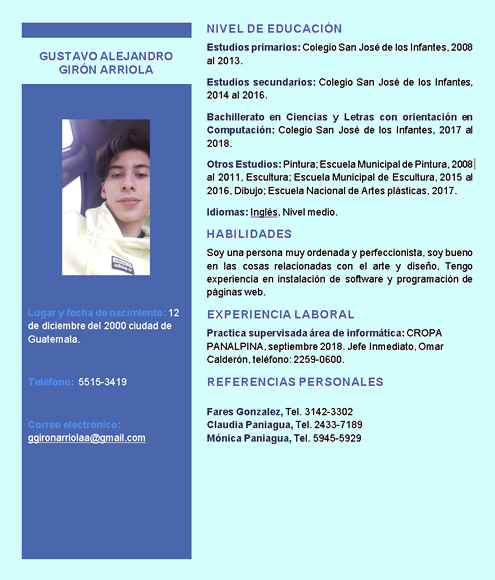 GUSTAVO ALEJANDRO
GIRÓN ARRIOLA
Lugar y fecha de nacimiento: 12
de diciembre del 2000 ciudad de
Guatemala.
Teléfono: 5515-3419
Correo electrónico:
ggironarriolaa@gmail.com
NIVEL DE EDUCACIÓN
Estudios primarios: Colegio San José de los Infantes, 2008
al 2013.
Estudios secundarios: Colegio San José de los Infantes,
2014 al 2016.
Bachillerato en Ciencias y Letras con orientación en
Computación: Colegio San José de los Infantes, 2017 al
2018.
Otros Estudios: Pintura; Escuela Municipal de Pintura, 2008
al 2011, Escultura; Escuela Municipal de Escultura, 2015 al
2016, Dibujo; Escuela Nacional de Artes plásticas, 2017.
Idiomas: Inglés, Nivel medio.
HABILIDADES
Soy una persona muy ordenada y perfeccionista, soy bueno
en las cosas relacionadas con el arte y diseño, Tengo
experiencia en instalación de software y programación de
páginas web.
EXPERIENCIA LABORAL
Practica supervisada área de informática: CROPA
PANALPINA, septiembre 2018. Jefe Inmediato, Omar
Calderón, teléfono: 2259-0600.
REFERENCIAS PERSONALES
Fares Gonzalez, Tel. 3142-3302
Claudia Paniagua, Tel. 2433-7189
Mónica Paniagua, Tel. 5945-5929